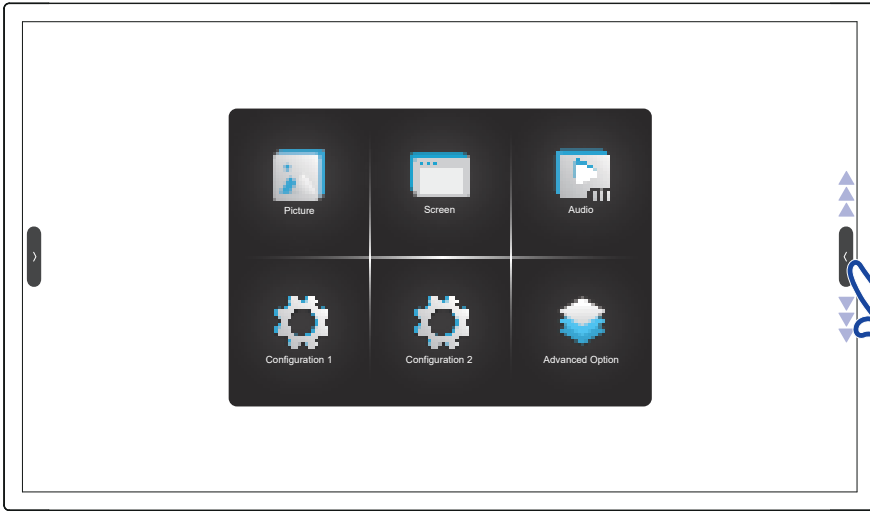 Picture
Screen
Audio
Configuration 1
Configuration 2
Advanced Option